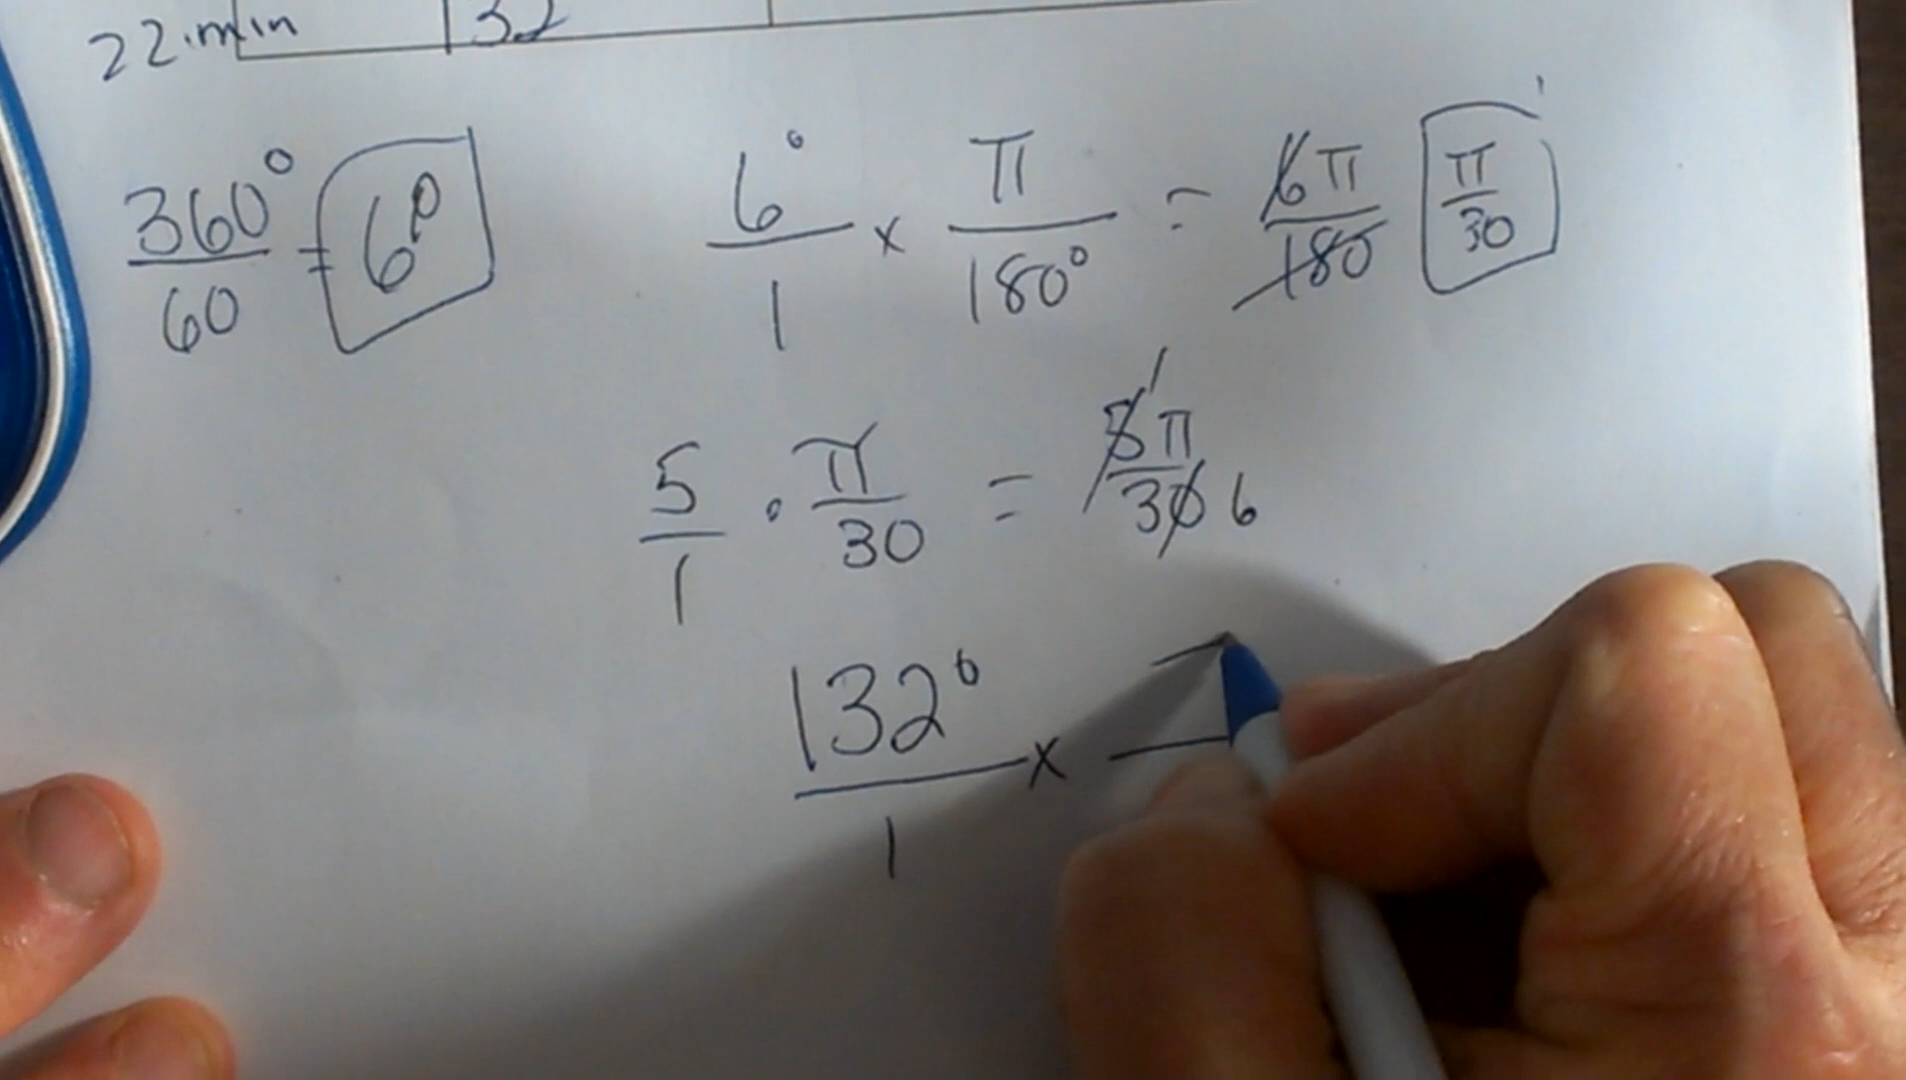 22.min 132
360°/60 = 6° 6°/1 x π/180° = 6π/180 π/30
5/1 · π/30 = 5π/30 1 6
132°/1 x